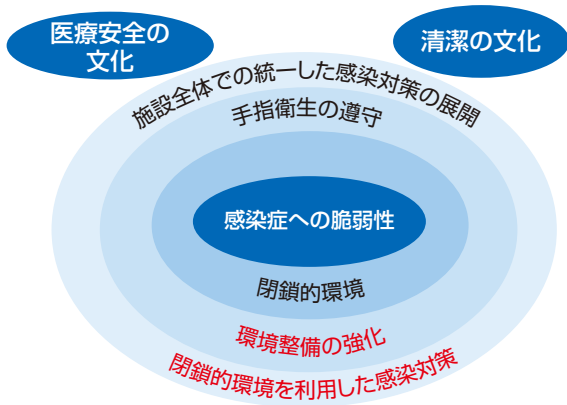 医療安全の
文化
清潔の文化
施設全体での統一した感染対策の展開
手指衛生の遵守
感染症への脆弱性
閉鎖的環境
環境整備の強化
閉鎖的環境を利用した感染対策